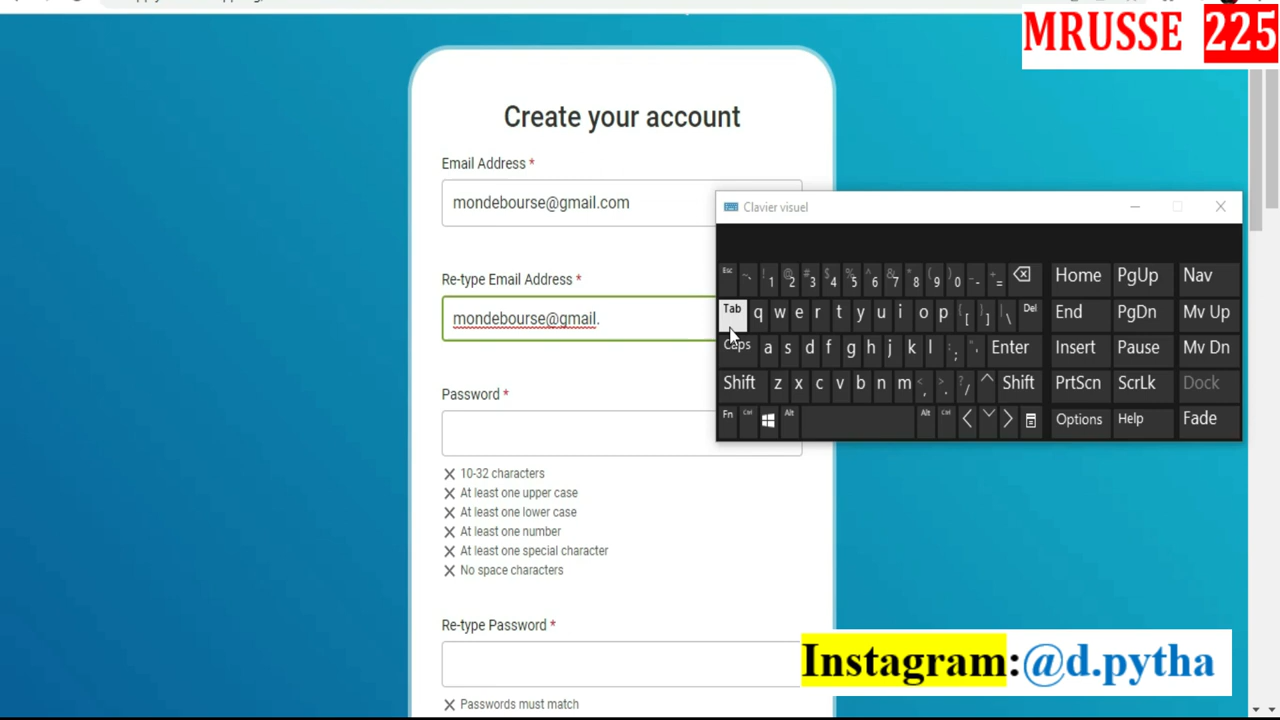 MRUSSE 225
Create your account
Email Address *
mondebourse@gmail.com
Re-type Email Address *
mondebourse@gmail.
Password *
10-32 characters
At least one upper case
At least one lower case
At least one number
At least one special character
No space characters
Re-type Password *
Passwords must match
Clavier visuel
Esc ~ ` ! 1 @ 2 # 3 $ 4 % 5 ^ 6 & 7 * 8 ( 9 ) 0 _ - + = Home PgUp Nav
Tab q w e r t y u i o p { [ } ] | \ Del End PgDn Mv Up
Caps a s d f g h j k l : ; " ' Enter Insert Pause Mv Dn
Shift z x c v b n m < , > . ? / ^ Shift PrtScn ScrLk Dock
Fn Ctrl Alt Alt Ctrl < > Options Help Fade
Instagram:@d.pytha